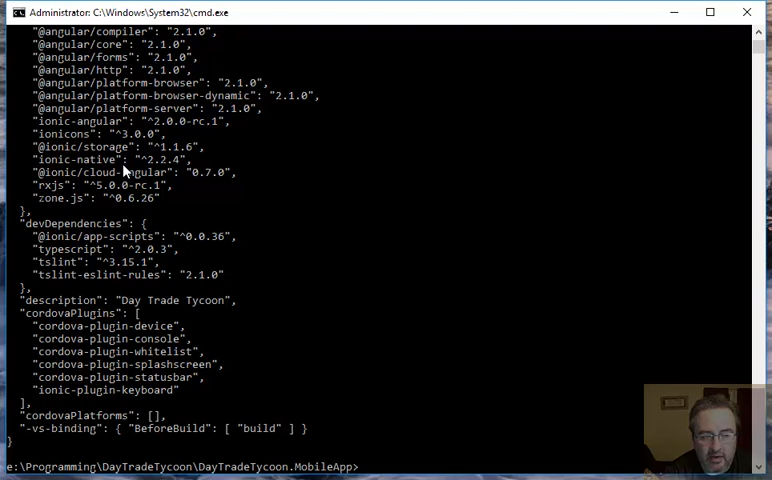 Administrator: C:\Windows\System32\cmd.exe
"@angular/compiler": "2.1.0",
"@angular/core": "2.1.0",
"@angular/forms": "2.1.0",
"@angular/http": "2.1.0",
"@angular/platform-browser": "2.1.0",
"@angular/platform-browser-dynamic": "2.1.0",
"@angular/platform-server": "2.1.0",
"ionic-angular": "^2.0.0-rc.1",
"ionicons": "^3.0.0",
"@ionic/storage": "^1.1.6",
"ionic-native": "^2.2.4",
"@ionic/cloud-angular": "0.7.0",
"rxjs": "^5.0.0-rc.1",
"zone.js": "^0.6.26"
},
"devDependencies": {
"@ionic/app-scripts": "^0.0.36",
"typescript": "^2.0.3",
"tslint": "^3.15.1",
"tslint-eslint-rules": "2.1.0"
},
"description": "Day Trade Tycoon",
"cordovaPlugins": [
"cordova-plugin-device",
"cordova-plugin-console",
"cordova-plugin-whitelist",
"cordova-plugin-splashscreen",
"cordova-plugin-statusbar",
"ionic-plugin-keyboard"
],
"cordovaPlatforms": [],
"-vs-binding": { "BeforeBuild": [ "build" ] }
}
e:\Programming\DayTradeTycoon\DayTradeTycoon.MobileApp>